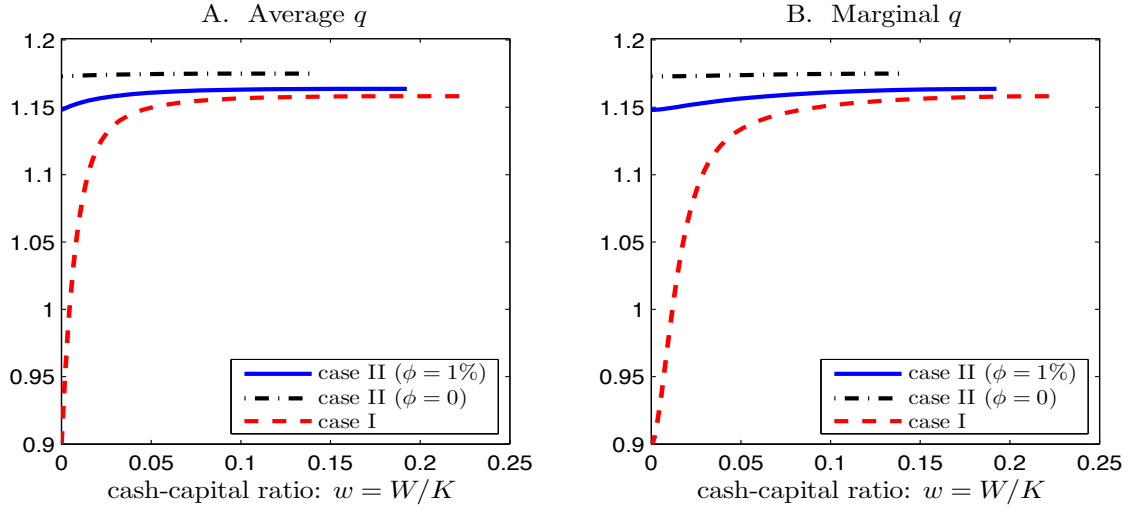 A. Average q
1.2
1.15
1.1
1.05
1
0.95
0.9
0 0.05 0.1 0.15 0.2 0.25
case II (ϕ = 1%)
case II (ϕ = 0)
case I
cash-capital ratio: w = W/K
B. Marginal q
1.2
1.15
1.1
1.05
1
0.95
0.9
0 0.05 0.1 0.15 0.2 0.25
case II (ϕ = 1%)
case II (ϕ = 0)
case I
cash-capital ratio: w = W/K